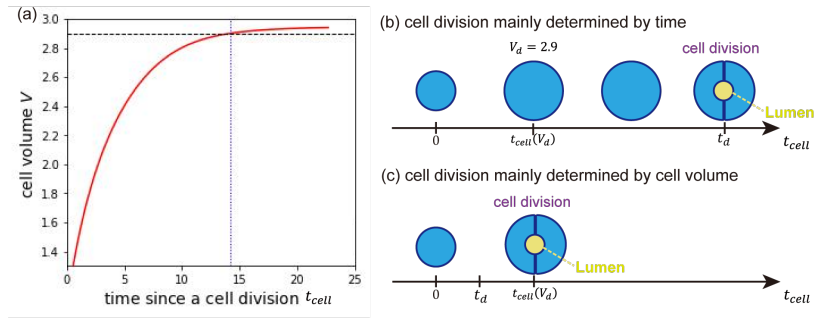 (a)
3.0
2.8
2.6
2.4
2.2
2.0
1.8
1.6
1.4
cell volume V
0 5 10 15 20 25
time since a cell division t_cell
(b) cell division mainly determined by time
V_d = 2.9
cell division
Lumen
0 t_cell(V_d) t_d
t_cell
(c) cell division mainly determined by cell volume
cell division
Lumen
0 t_d t_cell(V_d)
t_cell